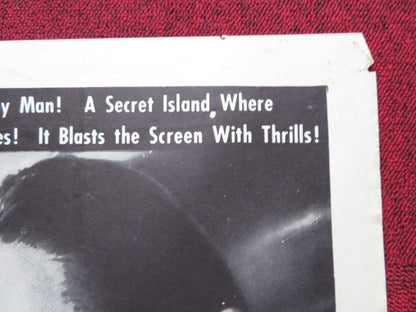 y Man! A Secret Island, Where
es! It Blasts the Screen With Thrills!